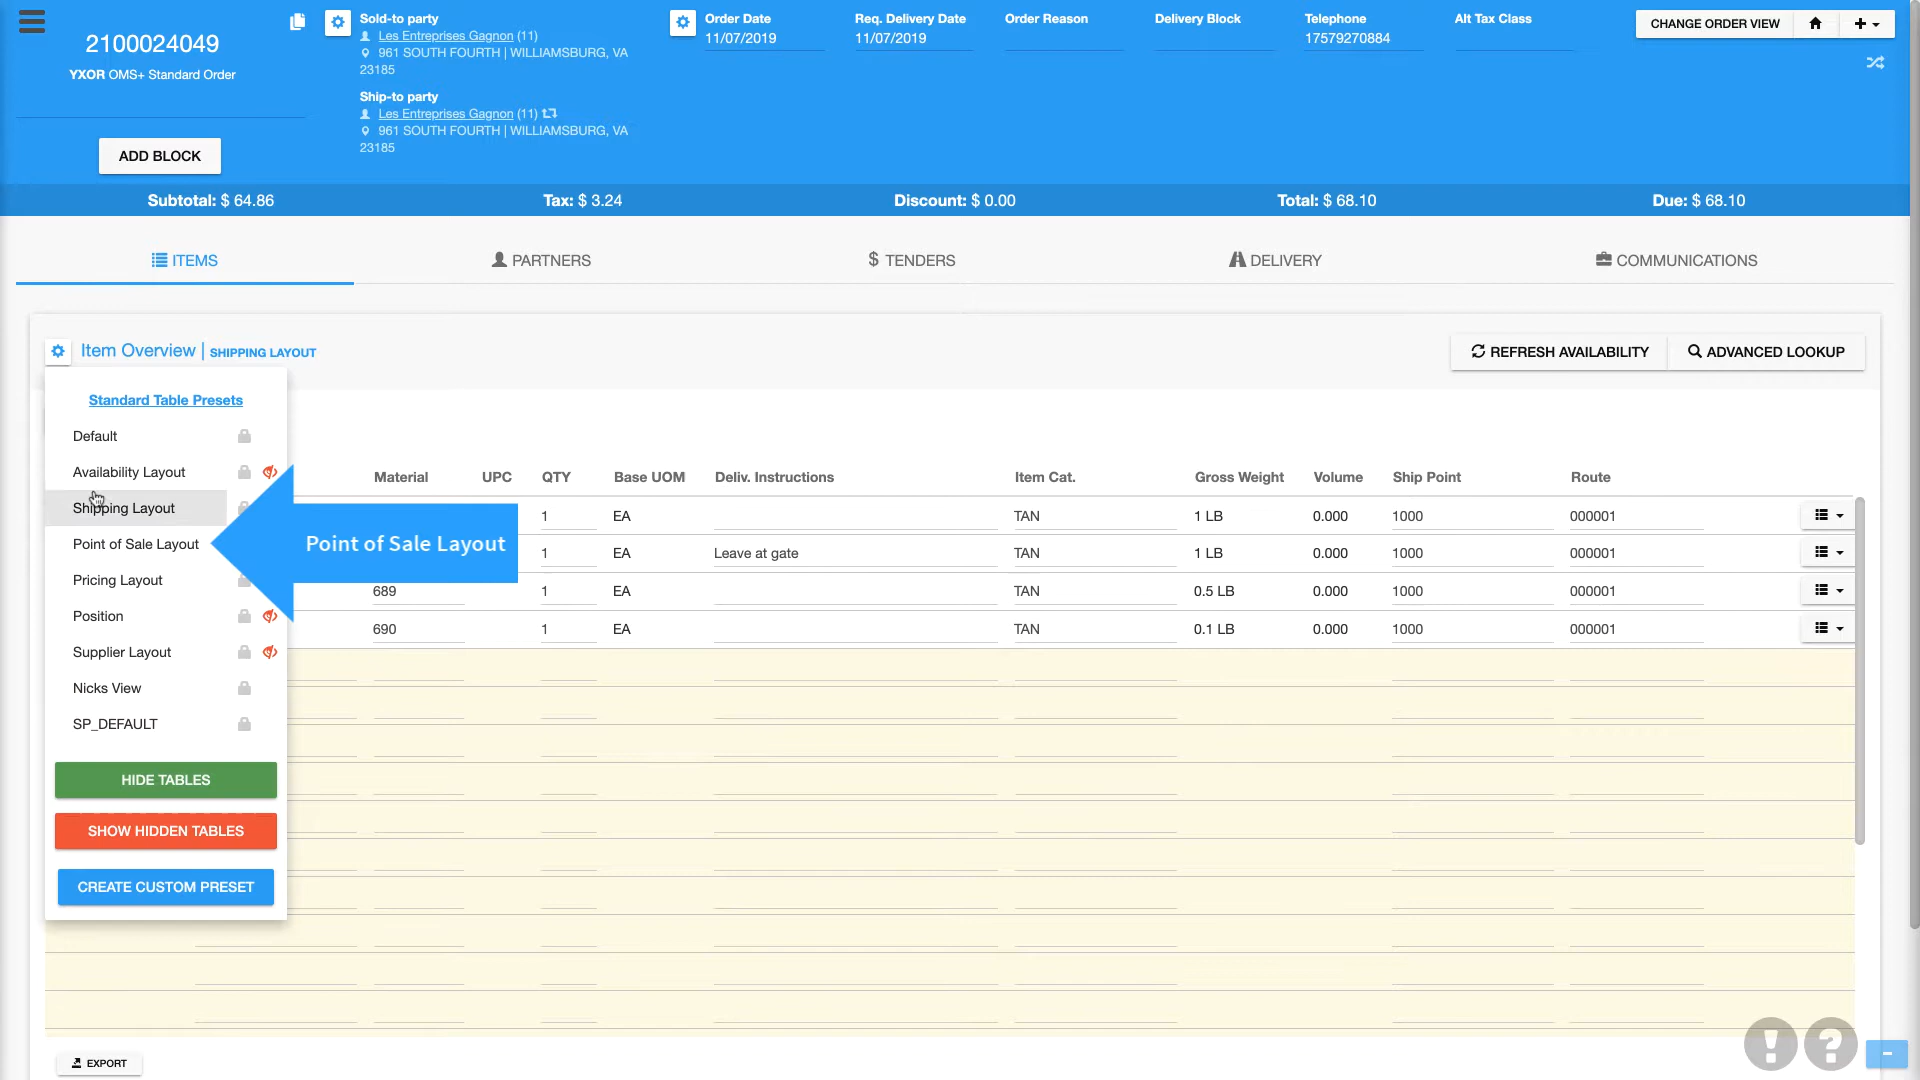 2100024049
YXOR OMS+ Standard Order
ADD BLOCK
Sold-to party
Les Entreprises Gagnon (11)
961 SOUTH FOURTH | WILLIAMSBURG, VA
23185
Ship-to party
Les Entreprises Gagnon (11)
961 SOUTH FOURTH | WILLIAMSBURG, VA
23185
Order Date
11/07/2019
Req. Delivery Date
11/07/2019
Order Reason
Delivery Block
Telephone
17579270884
Alt Tax Class
CHANGE ORDER VIEW
Subtotal: $ 64.86 Tax: $ 3.24 Discount: $ 0.00 Total: $ 68.10 Due: $ 68.10
ITEMS PARTNERS $ TENDERS DELIVERY COMMUNICATIONS
Item Overview | SHIPPING LAYOUT
REFRESH AVAILABILITY ADVANCED LOOKUP
Standard Table Presets
Default
Availability Layout
Shipping Layout
Point of Sale Layout
Pricing Layout
Position
Supplier Layout
Nicks View
SP_DEFAULT
HIDE TABLES
SHOW HIDDEN TABLES
CREATE CUSTOM PRESET
Point of Sale Layout
Material UPC QTY Base UOM Deliv. Instructions Item Cat. Gross Weight Volume Ship Point Route
1 EA TAN 1 LB 0.000 1000 000001
1 EA Leave at gate TAN 1 LB 0.000 1000 000001
689 1 EA TAN 0.5 LB 0.000 1000 000001
690 1 EA TAN 0.1 LB 0.000 1000 000001
EXPORT